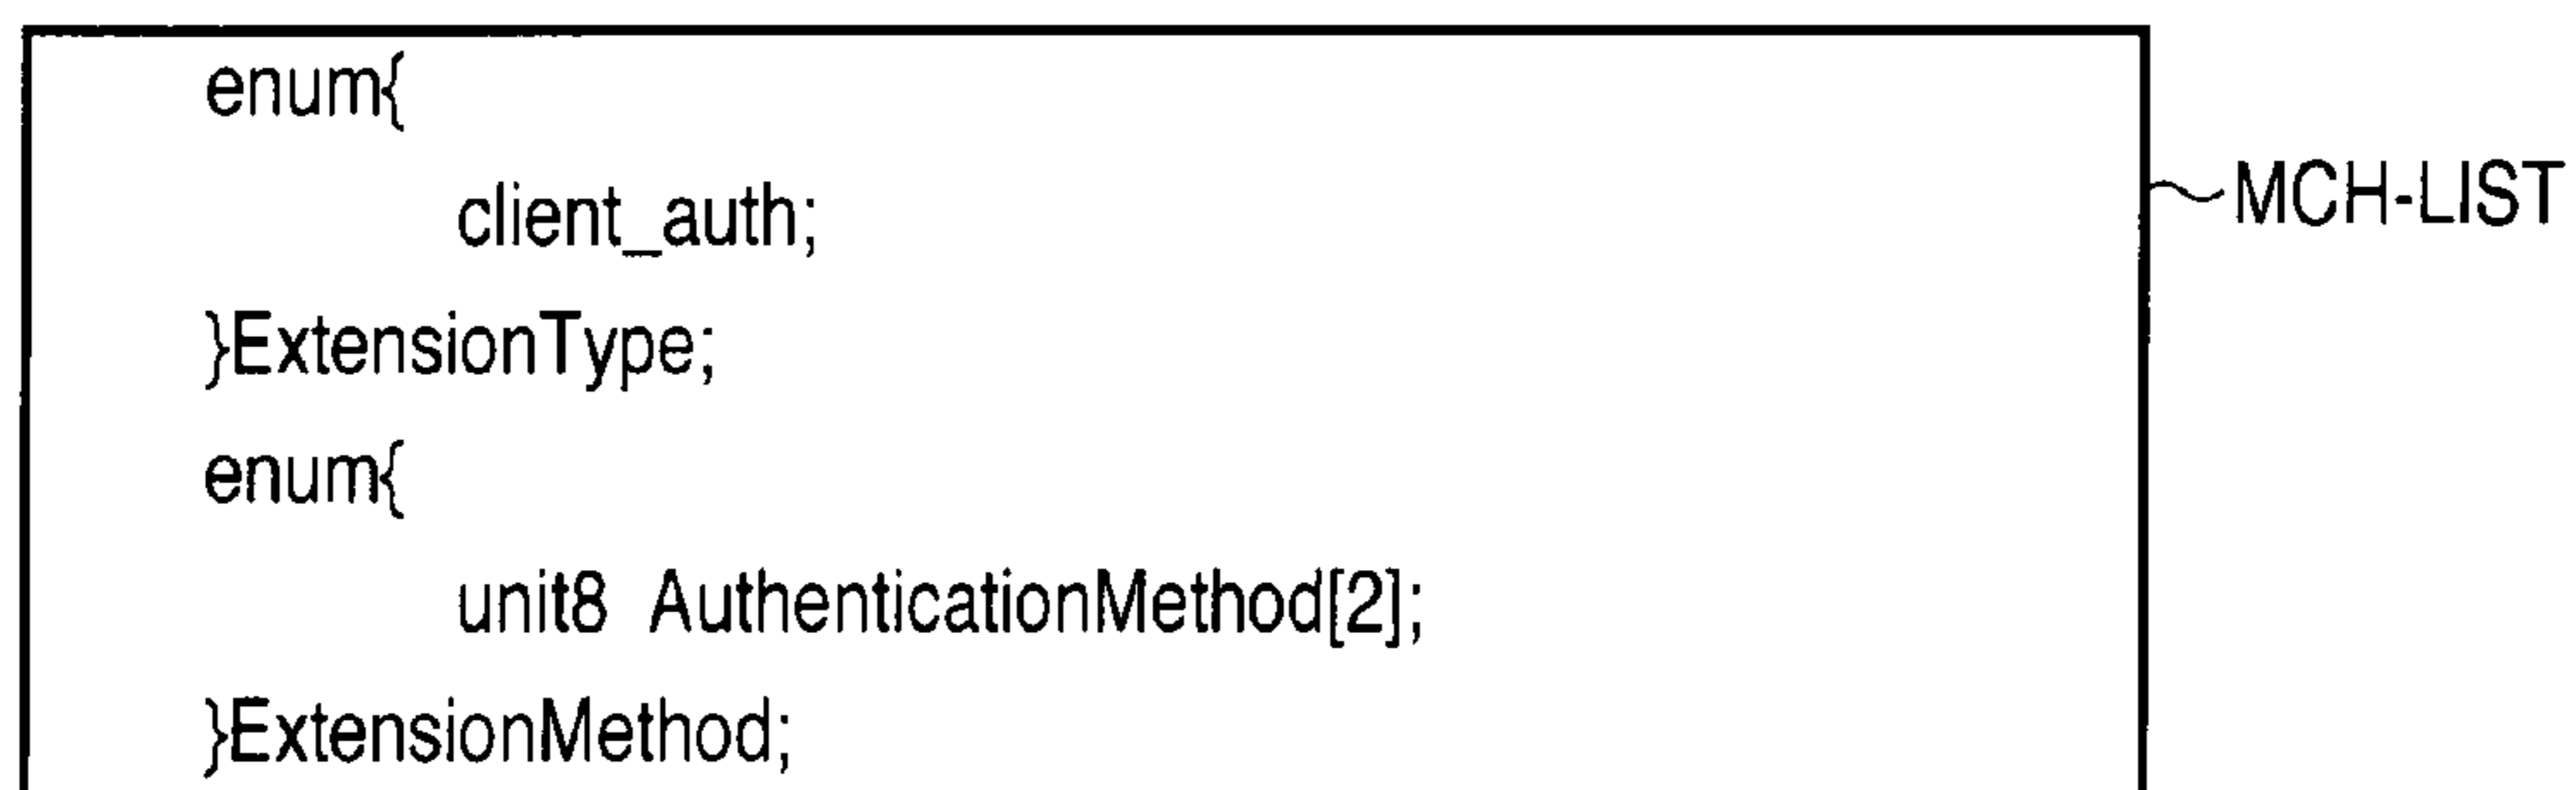 enum{
client_auth;
MCH-LIST
}ExtensionType;
enum{
unit8 AuthenticationMethod[2];
}ExtensionMethod;